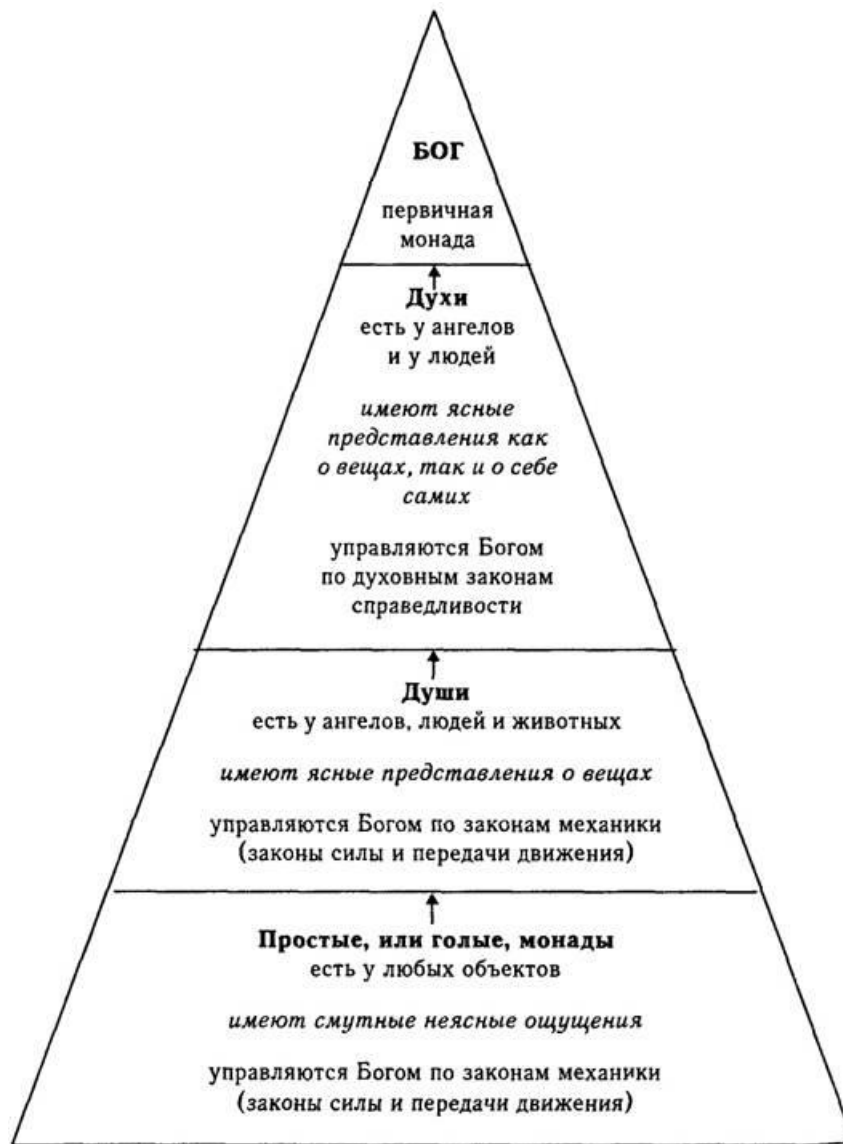 БОГ
первичная
монада
Духи
есть у ангелов
и у людей
имеют ясные
представления как
о вещах, так и о себе
самих
управляются Богом
по духовным законам
справедливости
Души
есть у ангелов, людей и животных
имеют ясные представления о вещах
управляются Богом по законам механики
(законы силы и передачи движения)
Простые, или голые, монады
есть у любых объектов
имеют смутные неясные ощущения
управляются Богом по законам механики
(законы силы и передачи движения)